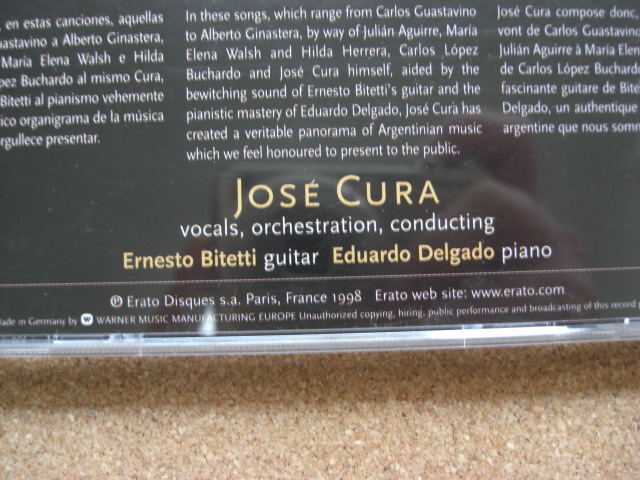 en estas canciones, aquellas
Guastavino a Alberto Ginastera,
María Elena Walsh e Hilda
López Buchardo al mismo Cura,
Bitetti al pianismo vehemente
organigrama de la música
presentar.
In these songs, which range from Carlos Guastavino
to Alberto Ginastera, by way of Julián Aguirre, María
Elena Walsh and Hilda Herrera, Carlos López
Buchardo and José Cura himself, aided by the
bewitching sound of Ernesto Bitetti's guitar and the
pianistic mastery of Eduardo Delgado, José Cura has
created a veritable panorama of Argentinian music
which we feel honoured to present to the public.
José Cura compose donc
vont de Carlos Guastavino
Julián Aguirre à María Elena
de Carlos López Buchardo
fascinante guitare de Bitetti
Delgado, un authentique
argentine que nous
JOSÉ CURA
vocals, orchestration, conducting
Ernesto Bitetti guitar Eduardo Delgado piano
℗ Erato Disques s.a. Paris, France 1998 Erato web site: www.erato.com
Made in Germany by WARNER MUSIC MANUFACTURING EUROPE Unauthorized copying, hiring, public performance and broadcasting of this record